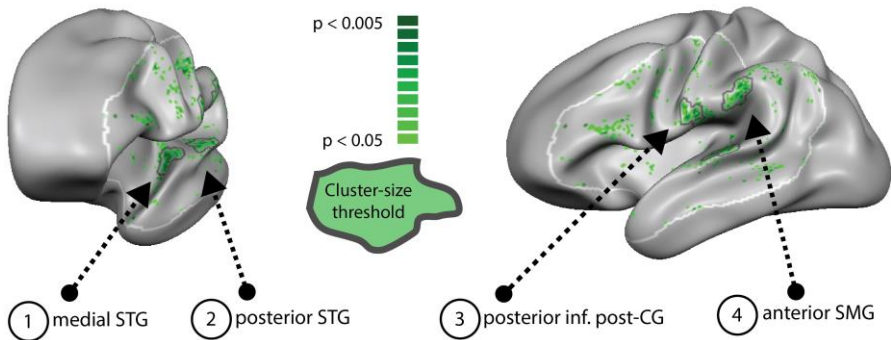 p < 0.005
p < 0.05
Cluster-size
threshold
1 medial STG
2 posterior STG
3 posterior inf. post-CG
4 anterior SMG